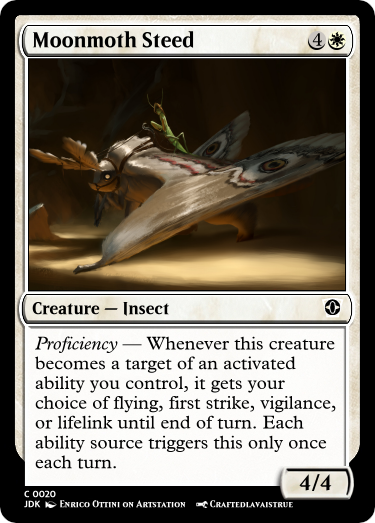 Moonmoth Steed 4
Creature — Insect
Proficiency — Whenever this creature
becomes a target of an activated
ability you control, it gets your
choice of flying, first strike, vigilance,
or lifelink until end of turn. Each
ability source triggers this only once
each turn.
4/4
C 0020
JDK Enrico Ottini on Artstation Craftedlavaistrue